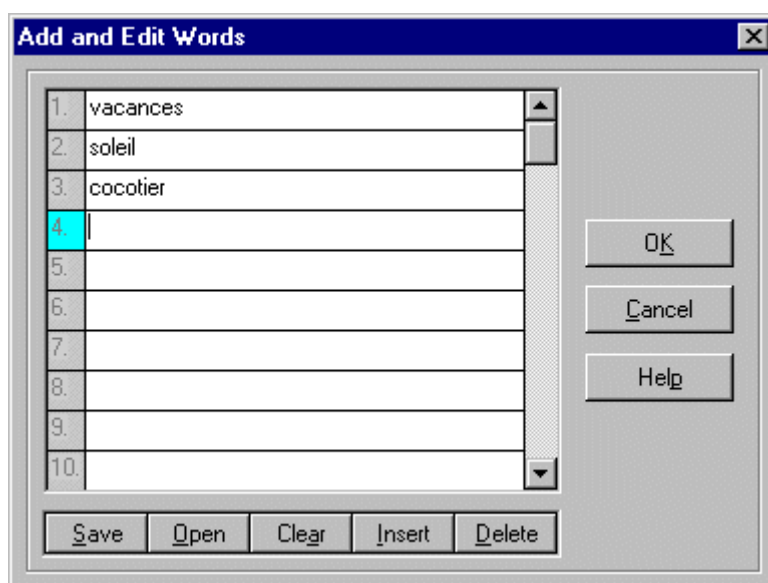 Add and Edit Words
1. vacances
2. soleil
3. cocotier
4.
5.
6.
7.
8.
9.
10.
OK
Cancel
Help
Save Open Clear Insert Delete